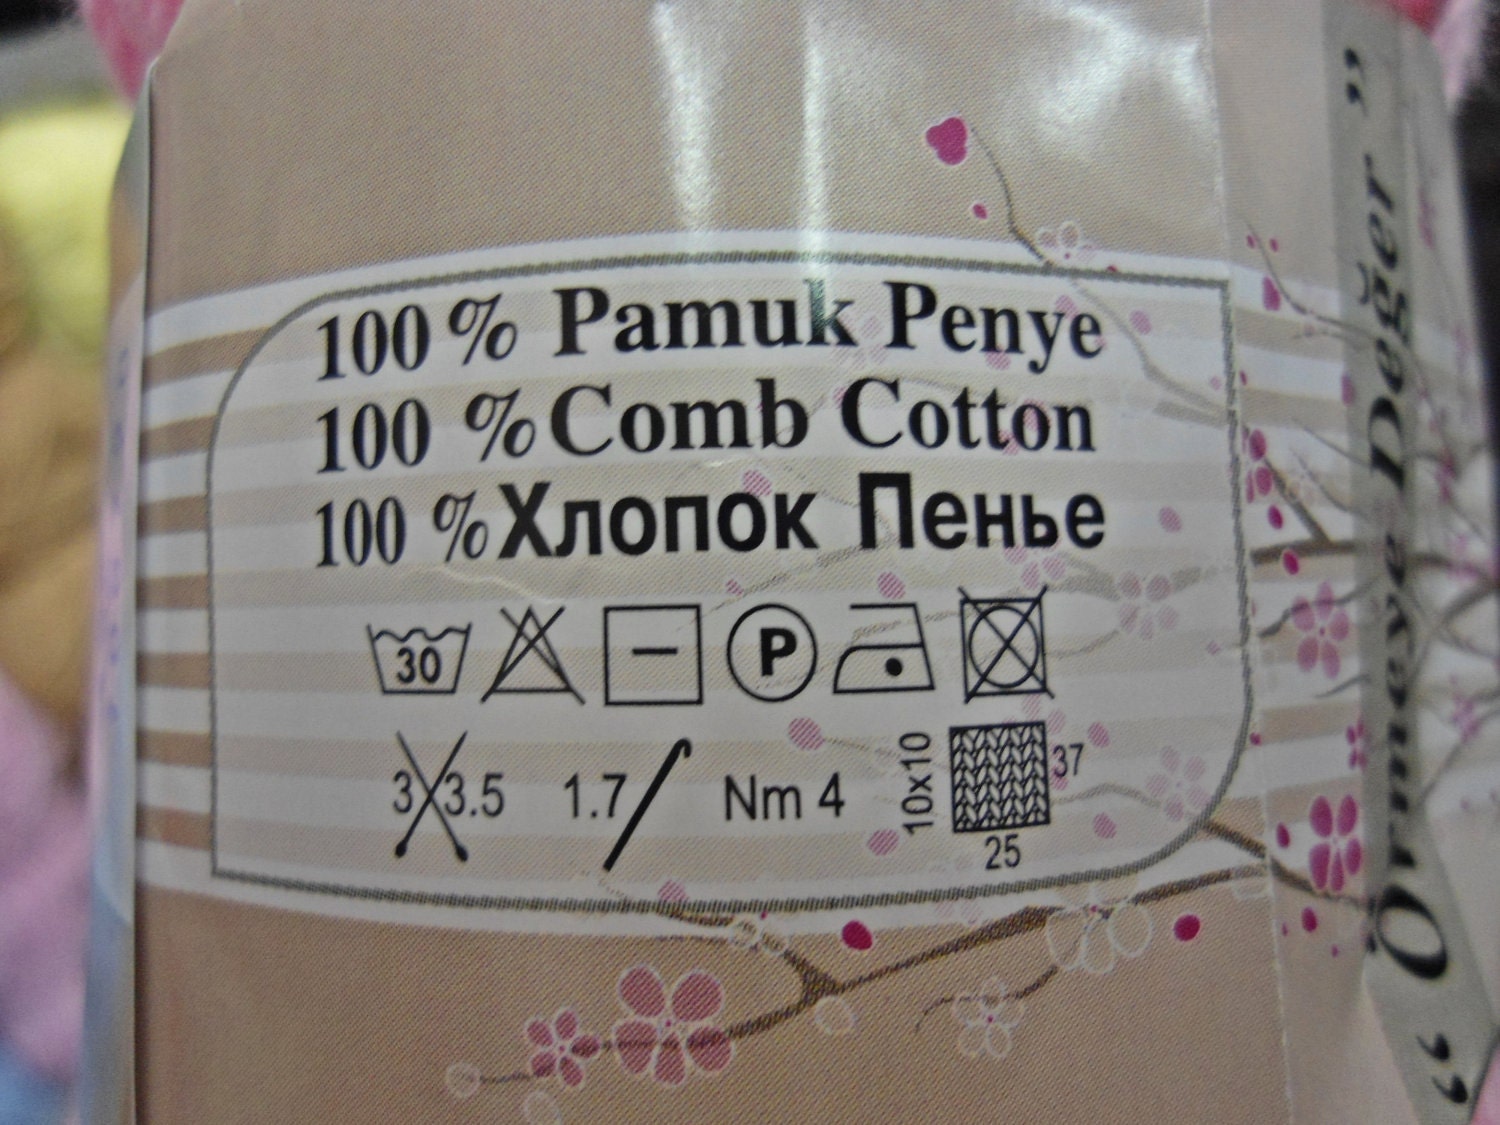 100 % Pamuk Penye
100 % Comb Cotton
100 % Хлопок Пенье
30 P
3 3.5 1.7 Nm 4 10x10 37
25
“ Örmeye Değer ”